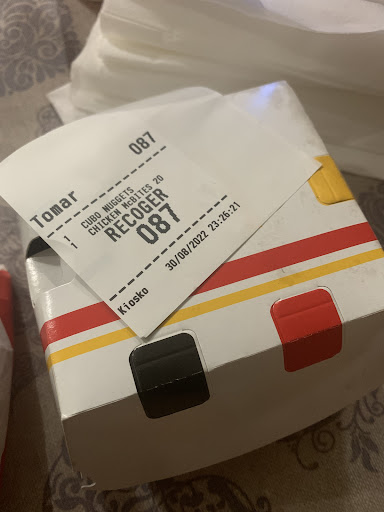 Tomar 087
1 CUBO NUGGETS
1 CHICKEN McBITES 20
RECOGER
087
Kiosko 30/08/2022 23:26:21